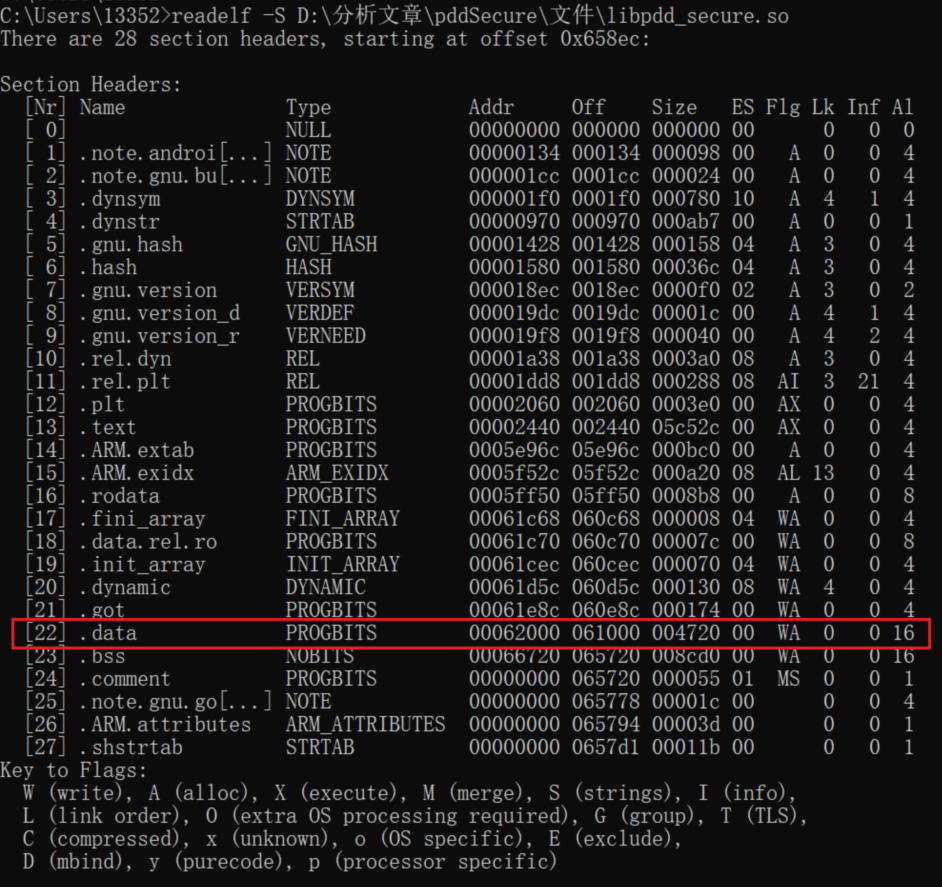 C:\Users\13352>readelf -S D:\分析文章\pddSecure\文件\libpdd_secure.so
There are 28 section headers, starting at offset 0x658ec:
Section Headers:
[Nr] Name Type Addr Off Size ES Flg Lk Inf Al
[ 0] NULL 00000000 000000 000000 00 0 0 0
[ 1] .note.androi[...] NOTE 00000134 000134 000098 00 A 0 0 4
[ 2] .note.gnu.bu[...] NOTE 000001cc 0001cc 000024 00 A 0 0 4
[ 3] .dynsym DYNSYM 000001f0 0001f0 000780 10 A 4 1 4
[ 4] .dynstr STRTAB 00000970 000970 000ab7 00 A 0 0 1
[ 5] .gnu.hash GNU_HASH 00001428 001428 000158 04 A 3 0 4
[ 6] .hash HASH 00001580 001580 00036c 04 A 3 0 4
[ 7] .gnu.version VERSYM 000018ec 0018ec 0000f0 02 A 3 0 2
[ 8] .gnu.version_d VERDEF 000019dc 0019dc 00001c 00 A 4 1 4
[ 9] .gnu.version_r VERNEED 000019f8 0019f8 000040 00 A 4 2 4
[10] .rel.dyn REL 00001a38 001a38 0003a0 08 A 3 0 4
[11] .rel.plt REL 00001dd8 001dd8 000288 08 AI 3 21 4
[12] .plt PROGBITS 00002060 002060 0003e0 00 AX 0 0 4
[13] .text PROGBITS 00002440 002440 05c52c 00 AX 0 0 4
[14] .ARM.extab PROGBITS 0005e96c 05e96c 000bc0 00 A 0 0 4
[15] .ARM.exidx ARM_EXIDX 0005f52c 05f52c 000a20 08 AL 13 0 4
[16] .rodata PROGBITS 0005ff50 05ff50 0008b8 00 A 0 0 8
[17] .fini_array FINI_ARRAY 00061c68 060c68 000008 04 WA 0 0 4
[18] .data.rel.ro PROGBITS 00061c70 060c70 00007c 00 WA 0 0 8
[19] .init_array INIT_ARRAY 00061cec 060cec 000070 04 WA 0 0 4
[20] .dynamic DYNAMIC 00061d5c 060d5c 000130 08 WA 4 0 4
[21] .got PROGBITS 00061e8c 060e8c 000174 00 WA 0 0 4
[22] .data PROGBITS 00062000 061000 004720 00 WA 0 0 16
[23] .bss NOBITS 00066720 065720 008cd0 00 WA 0 0 16
[24] .comment PROGBITS 00000000 065720 000055 01 MS 0 0 1
[25] .note.gnu.go[...] NOTE 00000000 065778 00001c 00 0 0 4
[26] .ARM.attributes ARM_ATTRIBUTES 00000000 065794 00003d 00 0 0 1
[27] .shstrtab STRTAB 00000000 0657d1 00011b 00 0 0 1
Key to Flags:
W (write), A (alloc), X (execute), M (merge), S (strings), I (info),
L (link order), O (extra OS processing required), G (group), T (TLS),
C (compressed), x (unknown), o (OS specific), E (exclude),
D (mbind), y (purecode), p (processor specific)